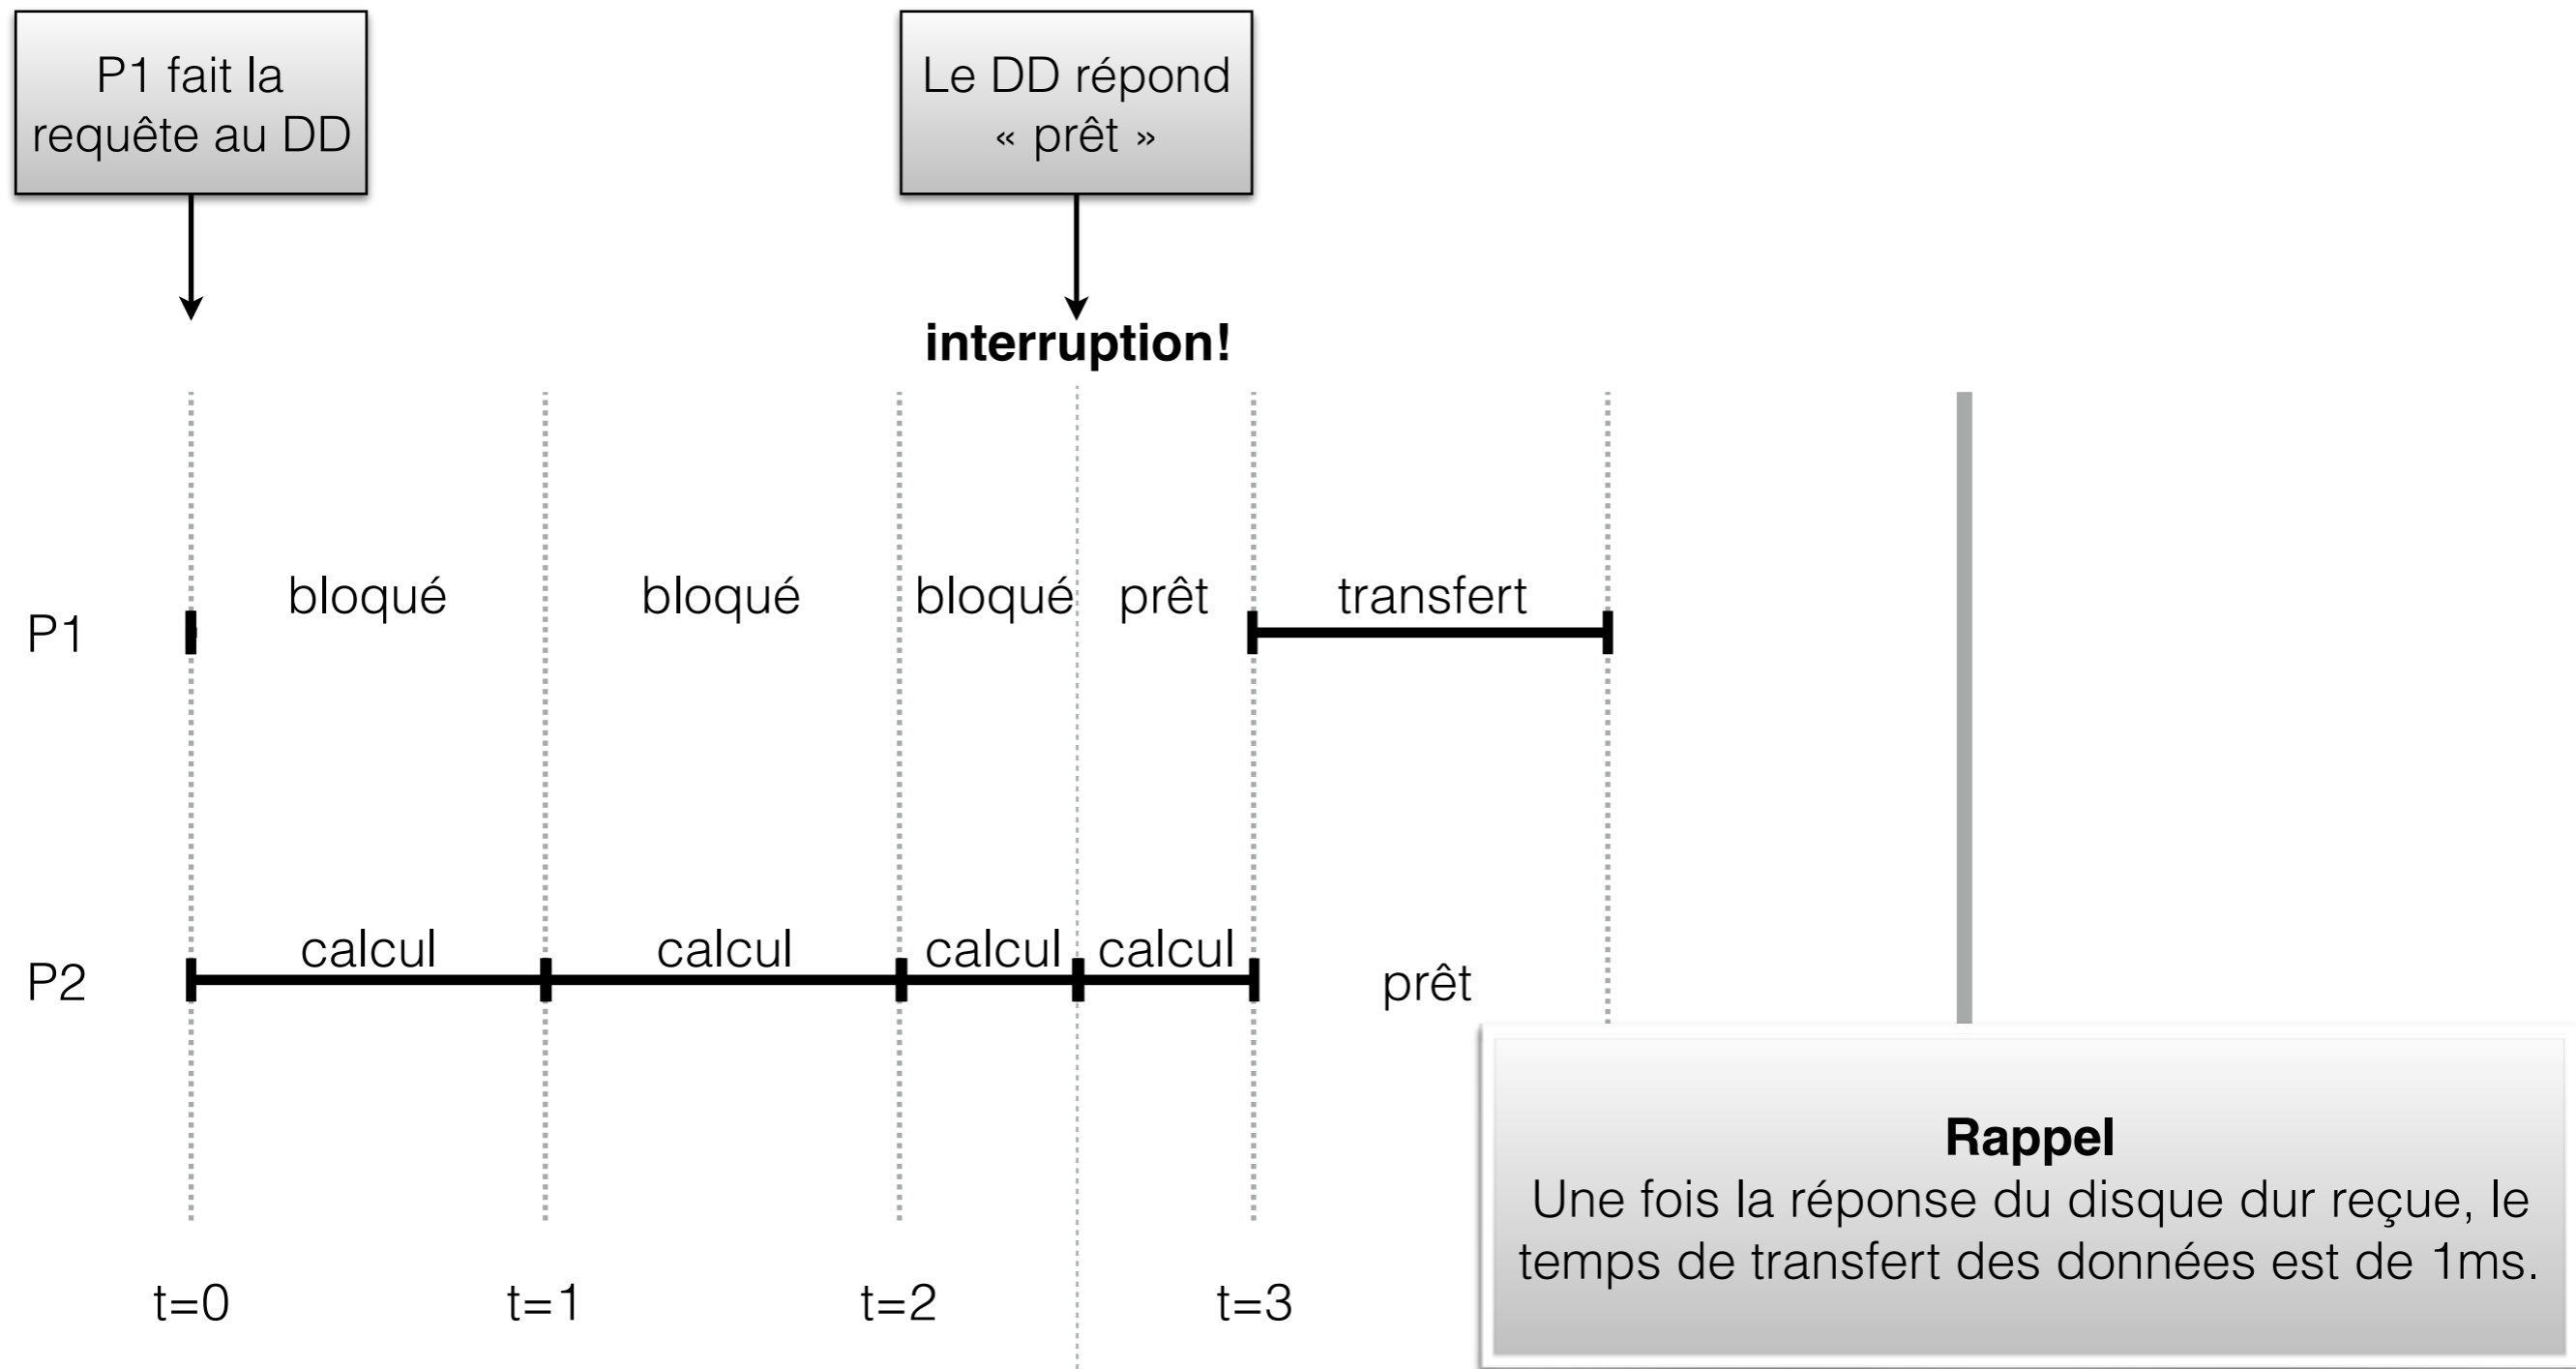 P1 fait la
requête au DD
Le DD répond
« prêt »
interruption!
bloqué bloqué bloqué prêt transfert
P1
calcul calcul calcul calcul
P2
prêt
Rappel
Une fois la réponse du disque dur reçue, le
temps de transfert des données est de 1ms.
t=0 t=1 t=2 t=3